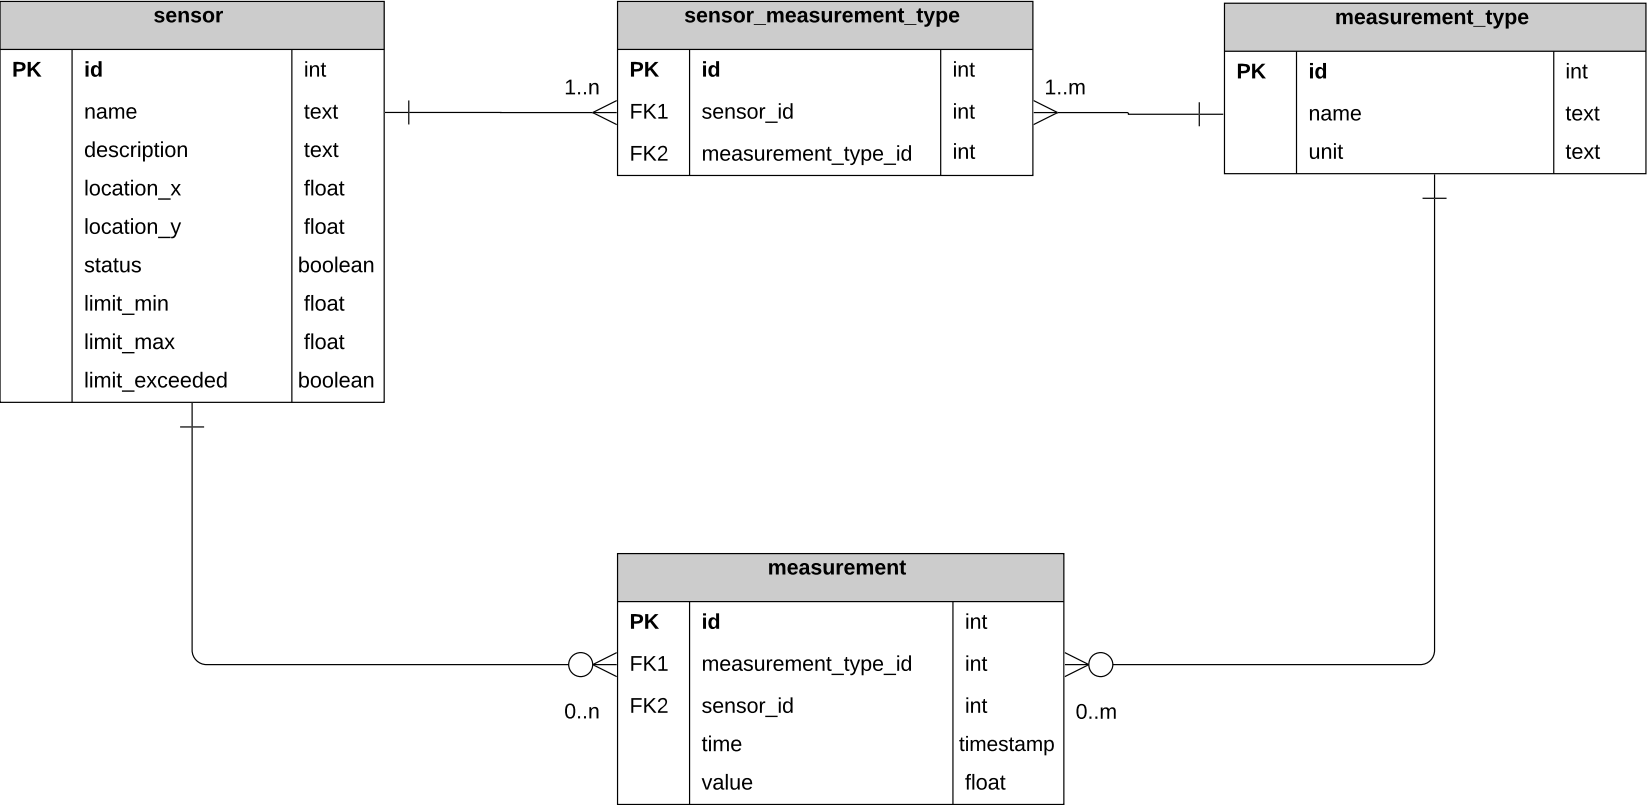 sensor
PK id int
name text
description text
location_x float
location_y float
status boolean
limit_min float
limit_max float
limit_exceeded boolean
1..n
sensor_measurement_type
PK id int
FK1 sensor_id int
FK2 measurement_type_id int
1..m
measurement_type
PK id int
name text
unit text
measurement
PK id int
FK1 measurement_type_id int
FK2 sensor_id int
time timestamp
value float
0..n
0..m